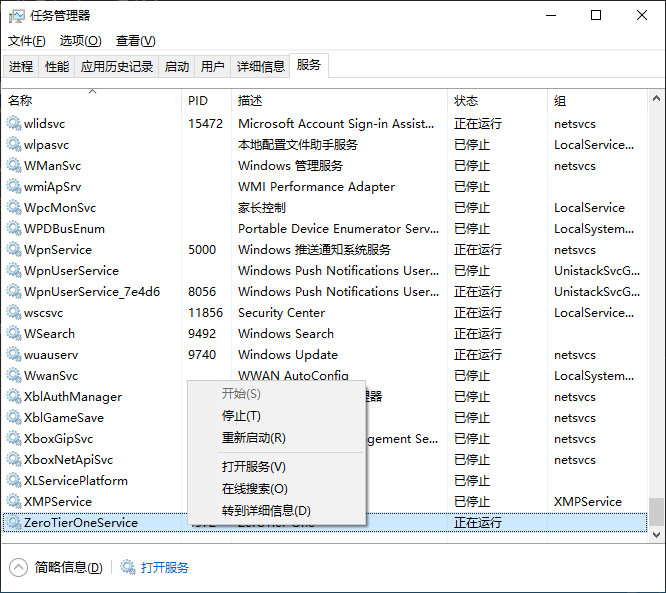 任务管理器
文件(F) 选项(O) 查看(V)
进程 性能 应用历史记录 启动 用户 详细信息 服务
名称 PID 描述 状态 组
wlidsvc 15472 Microsoft Account Sign-in Assist... 正在运行 netsvcs
wlpasvc 本地配置文件助手服务 已停止 LocalService...
WManSvc Windows 管理服务 已停止 netsvcs
wmiApSrv WMI Performance Adapter 已停止
WpcMonSvc 家长控制 已停止 LocalService
WPDBusEnum Portable Device Enumerator Serv... 已停止 LocalSystem...
WpnService 5000 Windows 推送通知系统服务 正在运行 netsvcs
WpnUserService Windows Push Notifications User... 已停止 UnistackSvcG...
WpnUserService_7e4d6 8056 Windows Push Notifications User... 正在运行 UnistackSvcG...
wscsvc 11856 Security Center 正在运行 LocalService...
WSearch 9492 Windows Search 正在运行
wuauserv 9740 Windows Update 正在运行 netsvcs
WwanSvc WWAN AutoConfig 已停止 LocalSystem...
XblAuthManager 理器 已停止 netsvcs
XblGameSave 已停止 netsvcs
XboxGipSvc gement Se... 已停止 netsvcs
XboxNetApiSvc 已停止 netsvcs
XLServicePlatform 已停止
XMPService 已停止 XMPService
ZeroTierOneService 正在运行
开始(S)
停止(T)
重新启动(R)
打开服务(V)
在线搜索(O)
转到详细信息(D)
简略信息(D) 打开服务